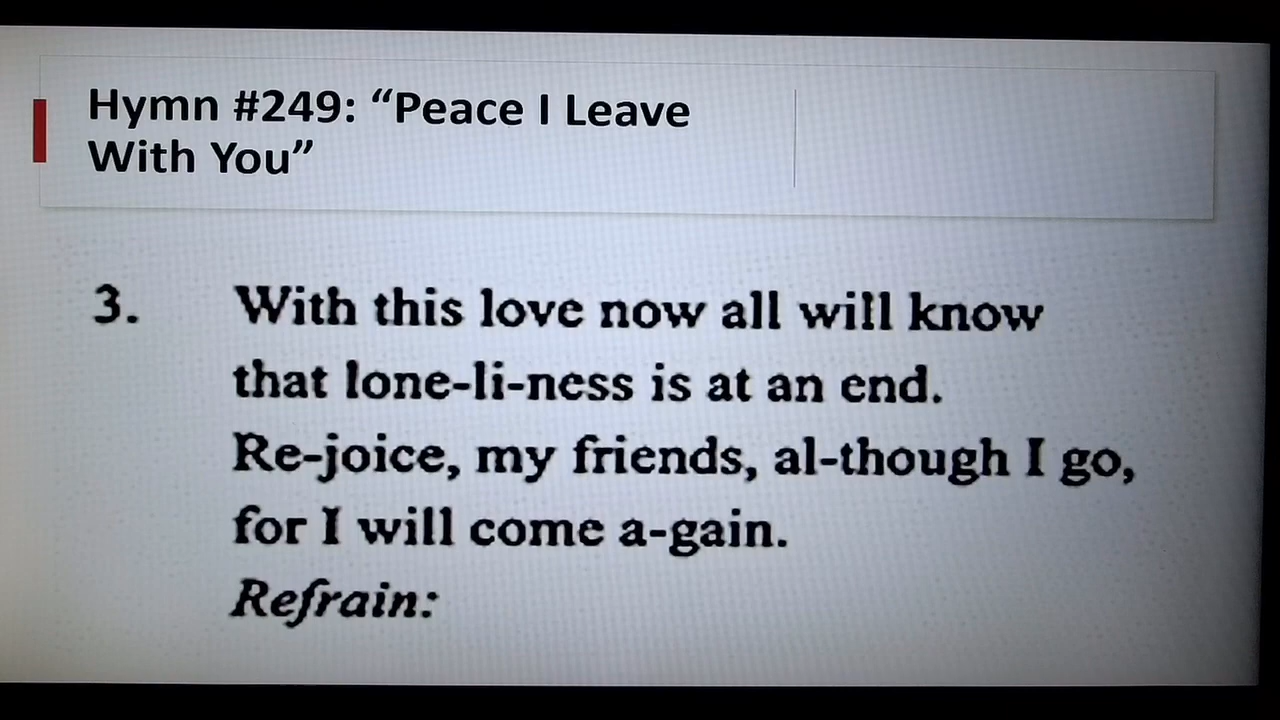 Hymn #249: “Peace I Leave
With You”
3. With this love now all will know
that lone-li-ness is at an end.
Re-joice, my friends, al-though I go,
for I will come a-gain.
Refrain: